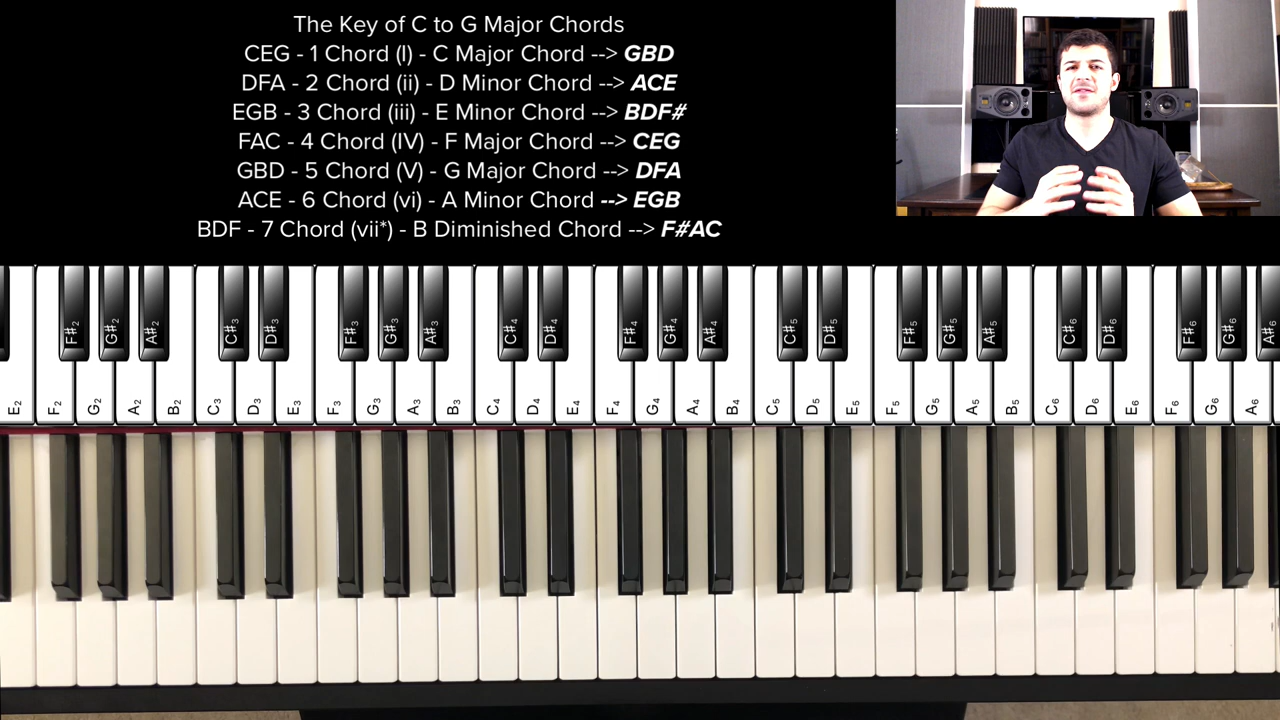 The Key of C to G Major Chords
CEG - 1 Chord (I) - C Major Chord --> GBD
DFA - 2 Chord (ii) - D Minor Chord --> ACE
EGB - 3 Chord (iii) - E Minor Chord --> BDF#
FAC - 4 Chord (IV) - F Major Chord --> CEG
GBD - 5 Chord (V) - G Major Chord --> DFA
ACE - 6 Chord (vi) - A Minor Chord --> EGB
BDF - 7 Chord (vii*) - B Diminished Chord --> F#AC
F#2 G#2 A#2 C#3 D#3 F#3 G#3 A#3 C#4 D#4 F#4 G#4 A#4 C#5 D#5 F#5 G#5 A#5 C#6 D#6 F#6 G#6 A#6
E2 F2 G2 A2 B2 C3 D3 E3 F3 G3 A3 B3 C4 D4 E4 F4 G4 A4 B4 C5 D5 E5 F5 G5 A5 B5 C6 D6 E6 F6 G6 A6